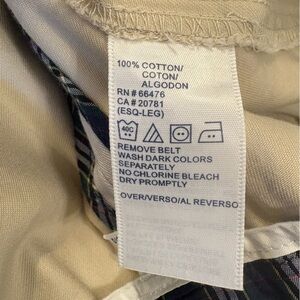 100% COTTON/
COTON/
ALGODON
RN # 66476
CA # 20781
(ESQ-LEG)
40C
REMOVE BELT
WASH DARK COLORS
SEPARATELY
NO CHLORINE BLEACH
DRY PROMPTLY
OVER/VERSO/AL REVERSO